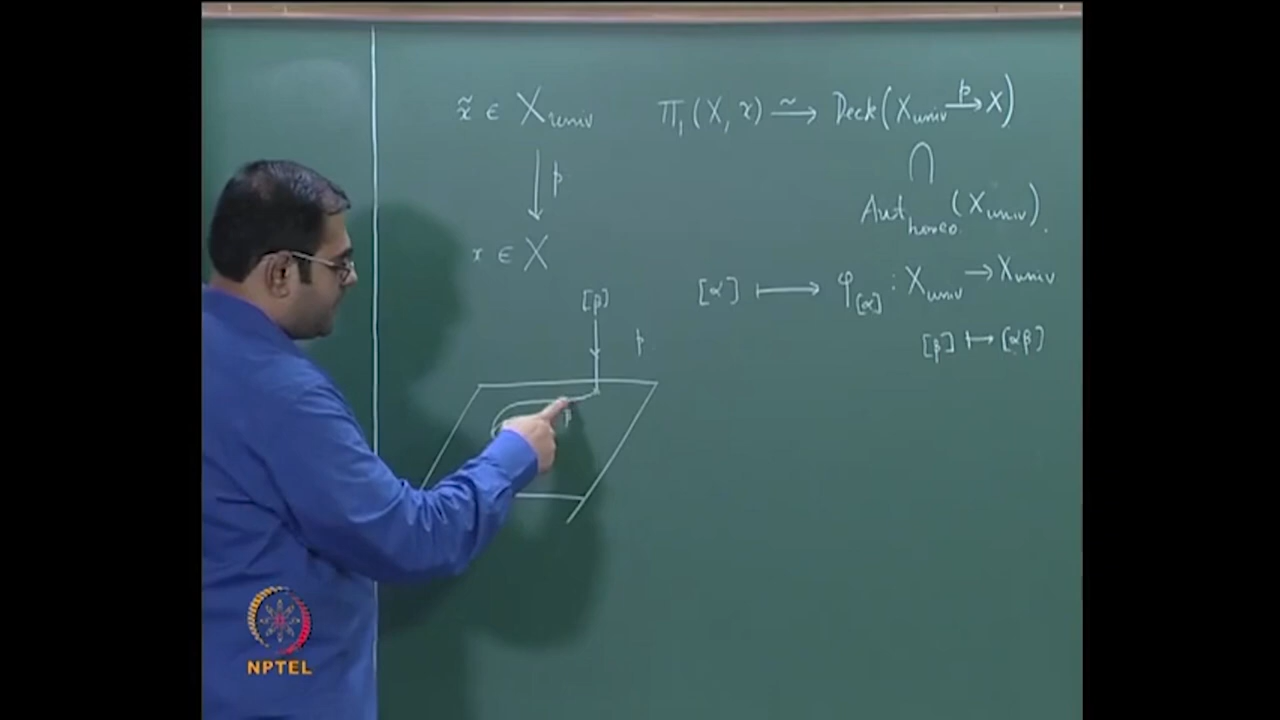 x̃ ∈ X_univ
Π₁(X, x) ⥲ Deck(X_univ →^p X)
↓ p
∩
Aut_homeo.(X_univ).
x ∈ X
[α] ⟼ φ_[α] : X_univ → X_univ
[β] ⟼ [αβ]
[β]
p
β
NPTEL